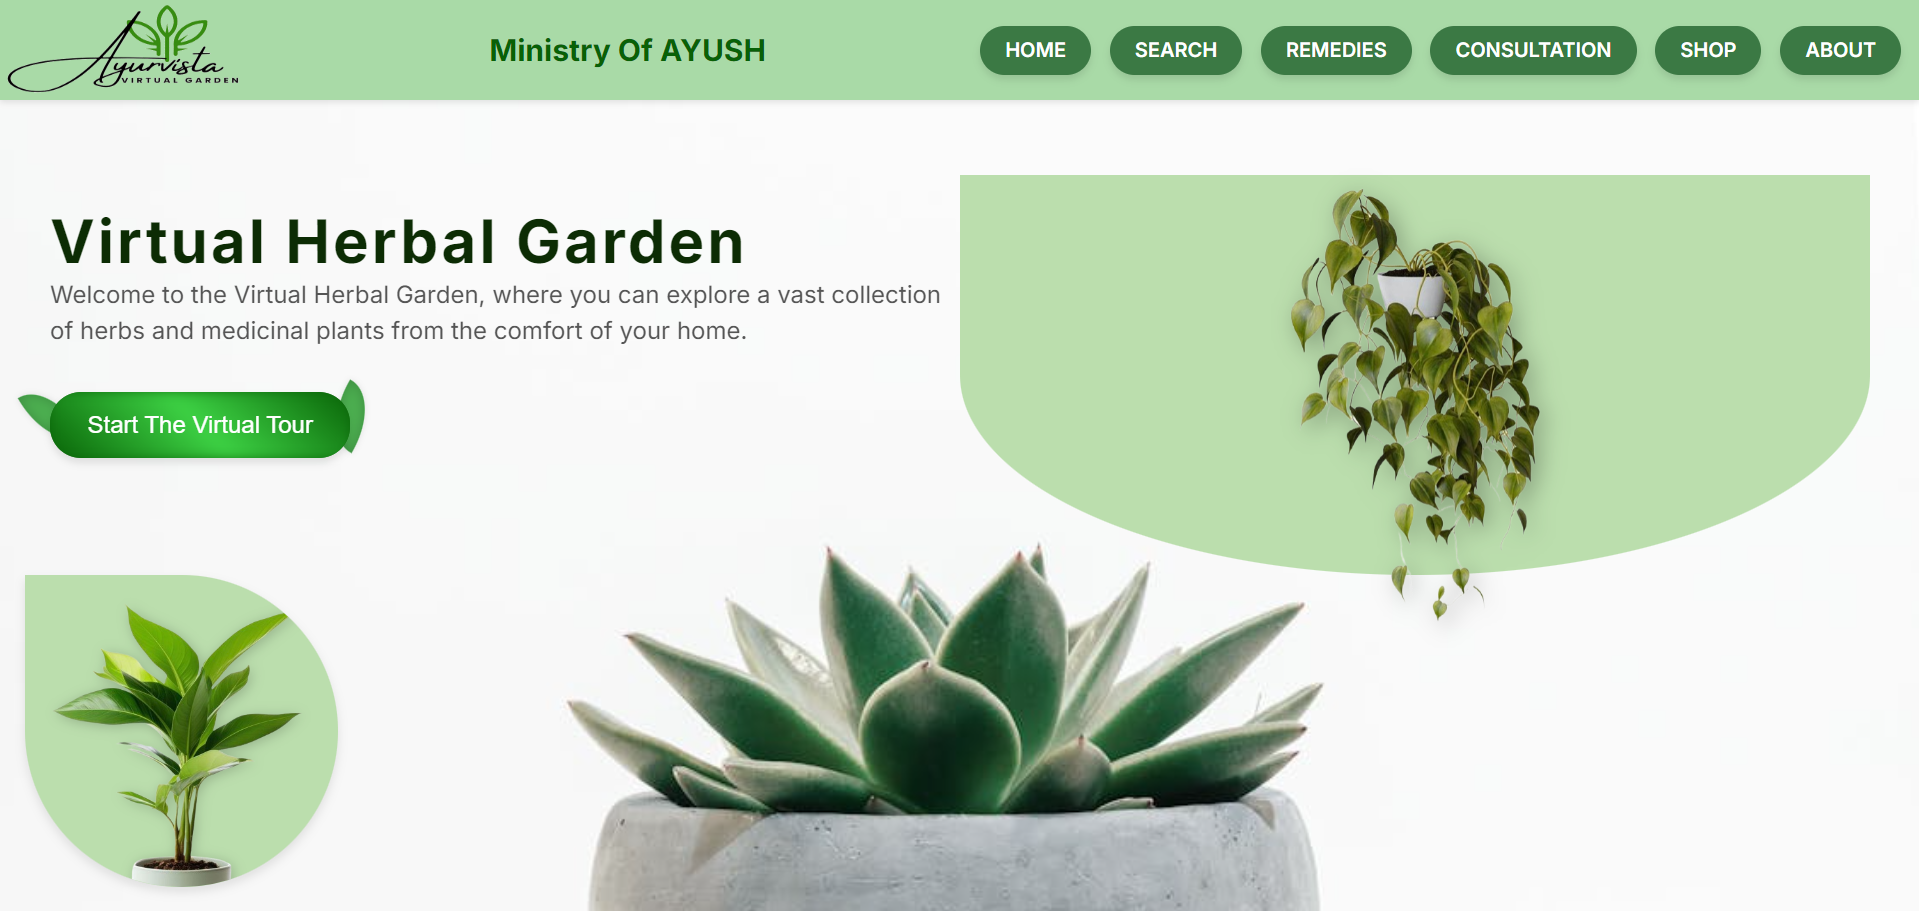 Ayurvista
VIRTUAL GARDEN
Ministry Of AYUSH
HOME
SEARCH
REMEDIES
CONSULTATION
SHOP
ABOUT
Virtual Herbal Garden
Welcome to the Virtual Herbal Garden, where you can explore a vast collection
of herbs and medicinal plants from the comfort of your home.
Start The Virtual Tour